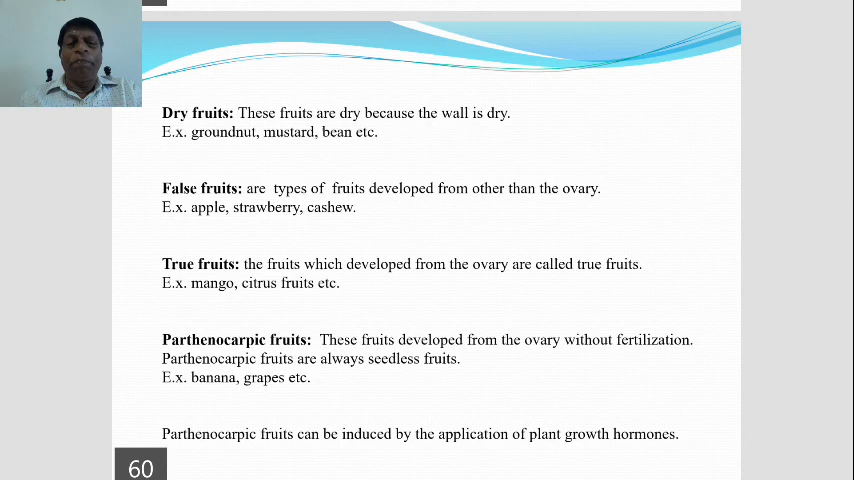 Dry fruits: These fruits are dry because the wall is dry.
E.x. groundnut, mustard, bean etc.
False fruits: are types of fruits developed from other than the ovary.
E.x. apple, strawberry, cashew.
True fruits: the fruits which developed from the ovary are called true fruits.
E.x. mango, citrus fruits etc.
Parthenocarpic fruits: These fruits developed from the ovary without fertilization.
Parthenocarpic fruits are always seedless fruits.
E.x. banana, grapes etc.
Parthenocarpic fruits can be induced by the application of plant growth hormones.
60